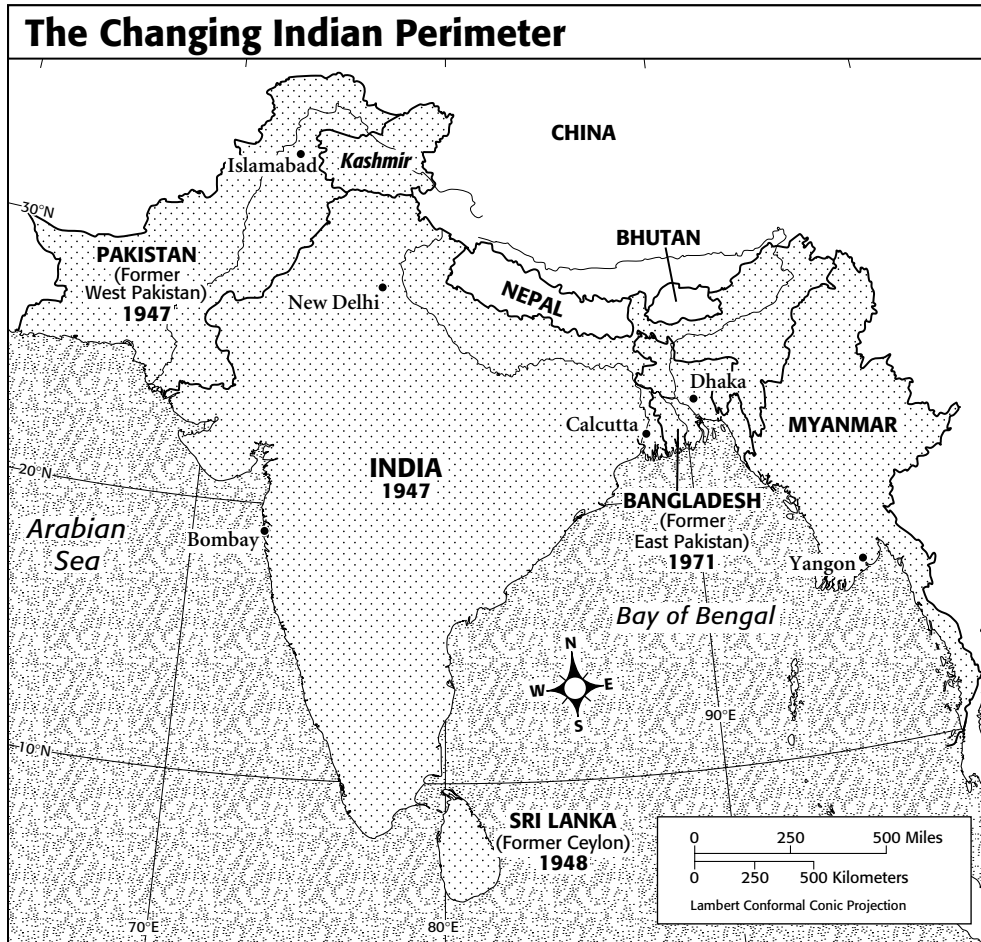 The Changing Indian Perimeter
CHINA
Islamabad
Kashmir
30°N
PAKISTAN
(Former
West Pakistan)
1947
BHUTAN
New Delhi
NEPAL
Dhaka
Calcutta
MYANMAR
INDIA
1947
20°N
BANGLADESH
(Former
East Pakistan)
1971
Arabian
Sea
Bombay
Yangon
Bay of Bengal
N
W
E
S
90°E
10°N
SRI LANKA
(Former Ceylon)
1948
0 250 500 Miles
0 250 500 Kilometers
Lambert Conformal Conic Projection
70°E
80°E